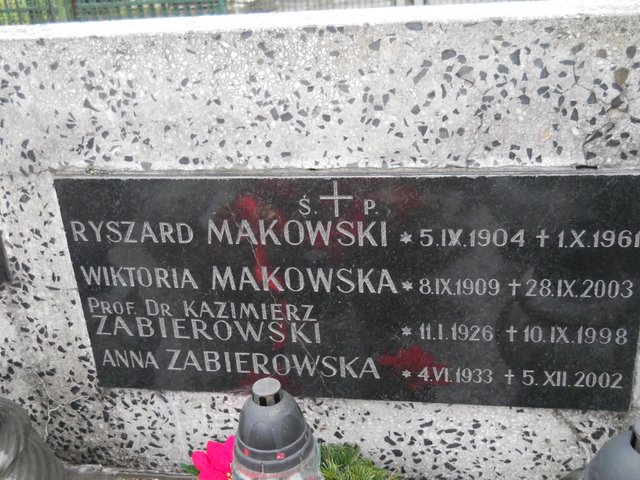 Ś. P.
RYSZARD MAKOWSKI * 5.IX.1904 + 1.X.1961
WIKTORIA MAKOWSKA * 8.IX.1909 + 28.IX.2003
PROF. DR. KAZIMIERZ
ZABIEROWSKI * 11.I.1926 + 10.IX.1998
ANNA ZABIEROWSKA * 4.VI.1933 + 5.XII.2002